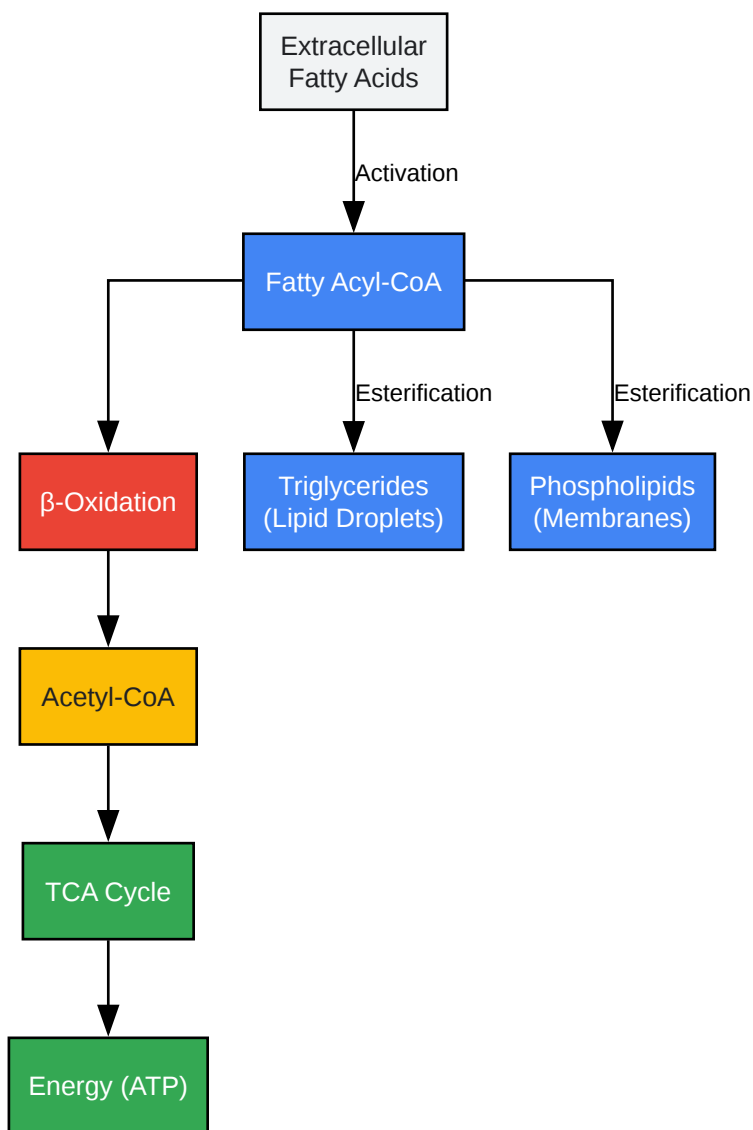 Extracellular
Fatty Acids
Activation
Fatty Acyl-CoA
Esterification
Esterification
β-Oxidation
Triglycerides
(Lipid Droplets)
Phospholipids
(Membranes)
Acetyl-CoA
TCA Cycle
Energy (ATP)